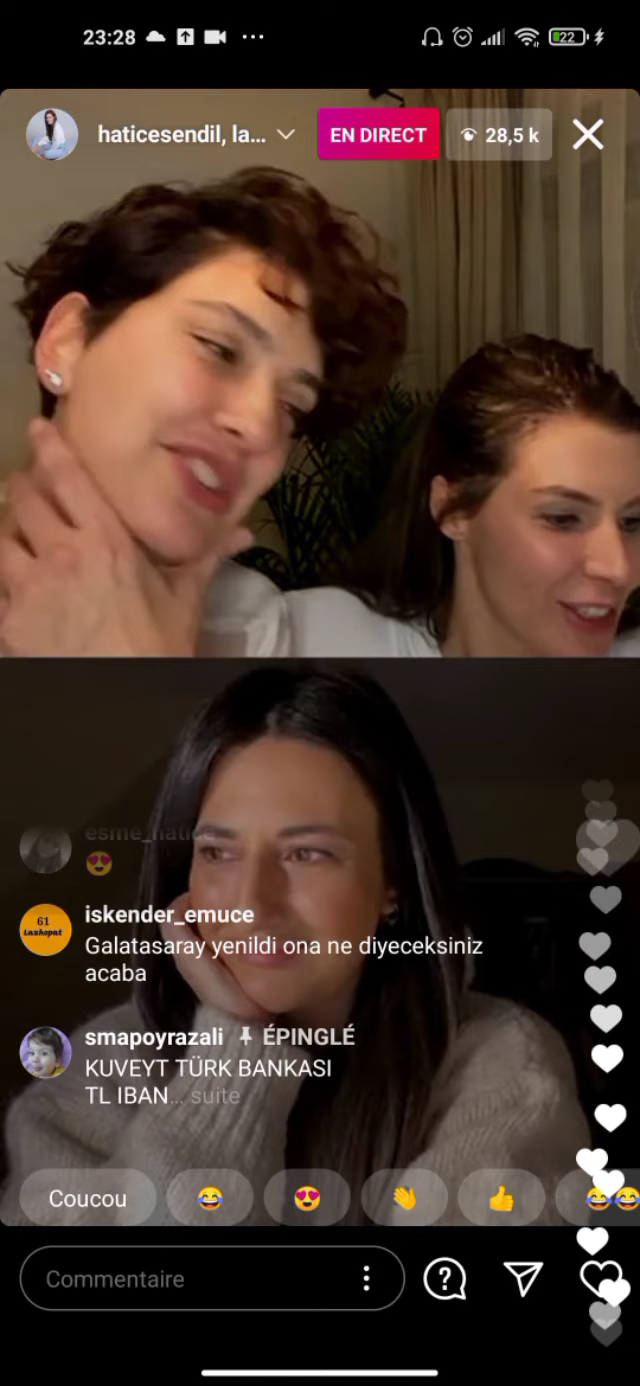 23:28
22
haticesendil, la...
EN DIRECT
28,5 k
esme_hatic
61
Lazkopat
iskender_emuce
Galatasaray yenildi ona ne diyeceksiniz
acaba
smapoyrazali ÉPINGLÉ
KUVEYT TÜRK BANKASI
TL IBAN... suite
Coucou
Commentaire